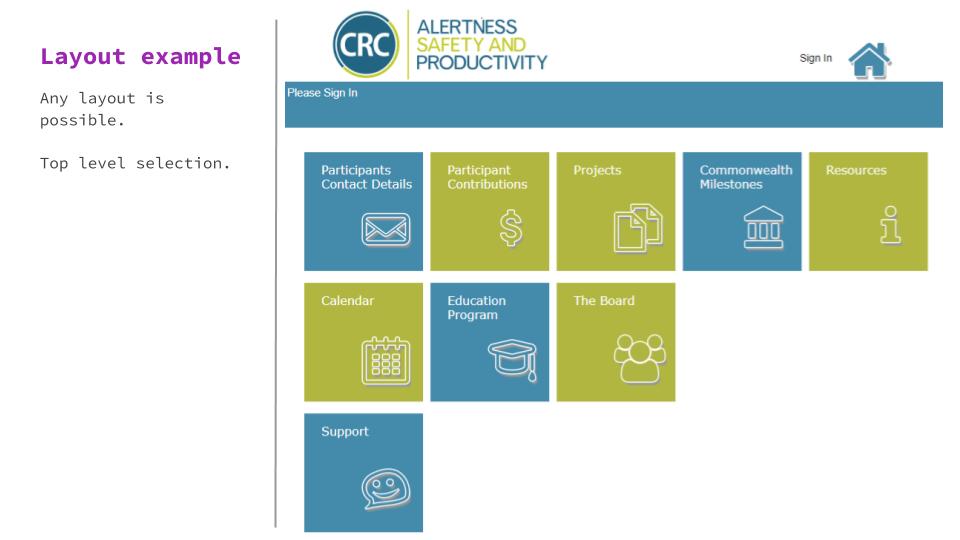 Layout example
Any layout is
possible.
Top level selection.
CRC
ALERTNESS
SAFETY AND
PRODUCTIVITY
Sign In
Please Sign In
Participants
Contact Details
Participant
Contributions
Projects
Commonwealth
Milestones
Resources
Calendar
Education
Program
The Board
Support